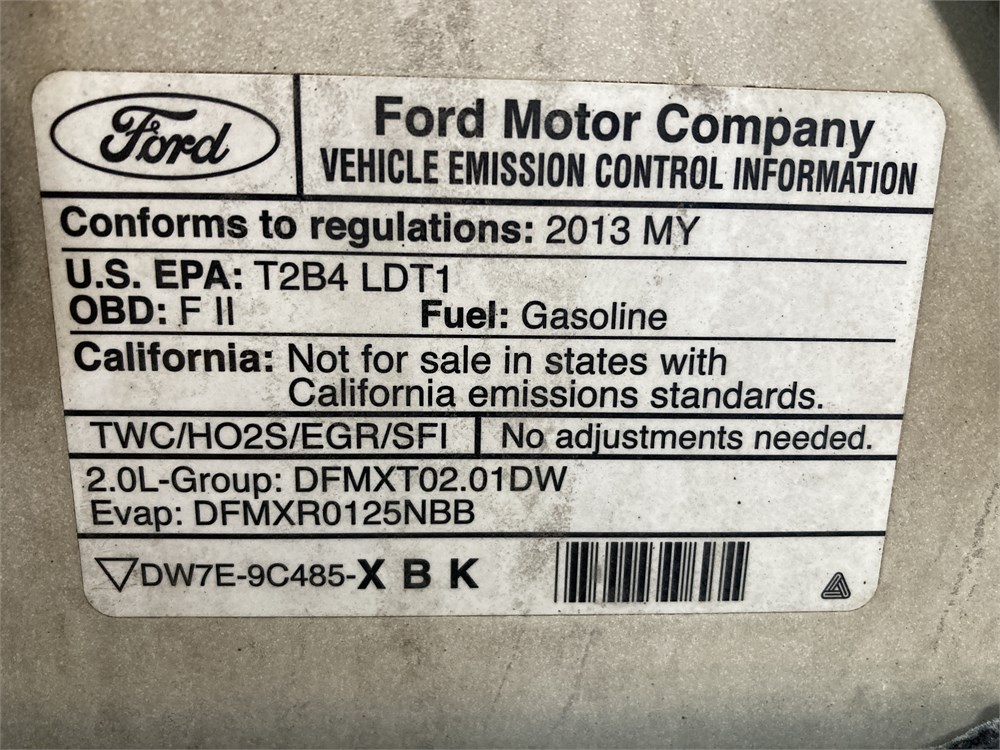 Ford
Ford Motor Company
VEHICLE EMISSION CONTROL INFORMATION
Conforms to regulations: 2013 MY
U.S. EPA: T2B4 LDT1
OBD: F II Fuel: Gasoline
California: Not for sale in states with
California emissions standards.
TWC/HO2S/EGR/SFI No adjustments needed.
2.0L-Group: DFMXT02.01DW
Evap: DFMXR0125NBB
DW7E-9C485-X B K